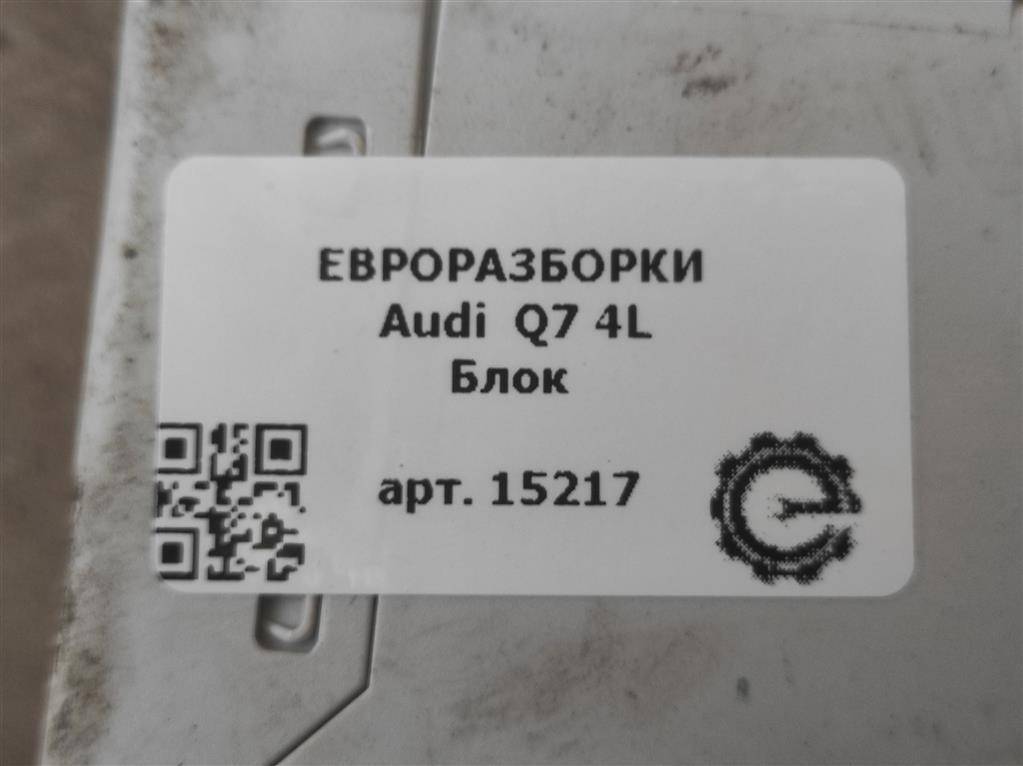 ЕВРОРАЗБОРКИ
Audi Q7 4L
Блок
арт. 15217